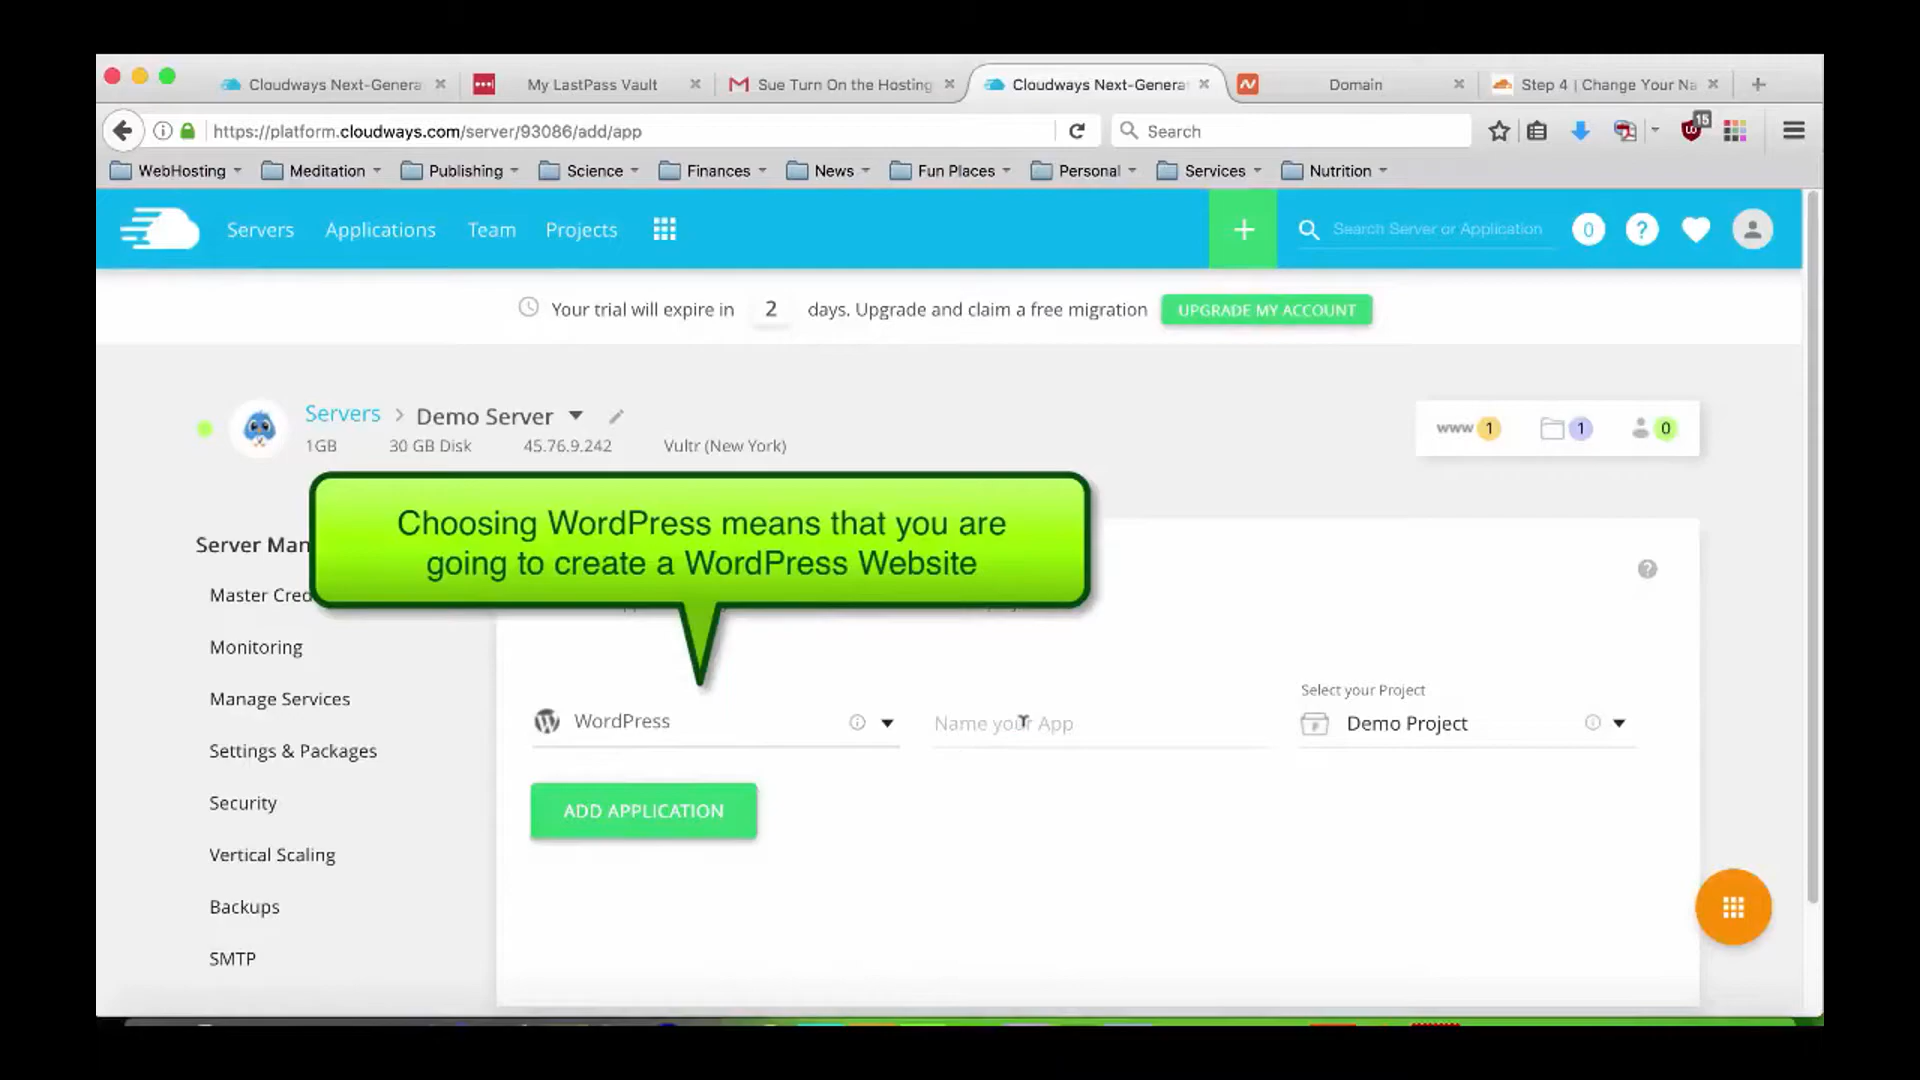 Cloudways Next-Genera
My LastPass Vault
Sue Turn On the Hosting
Cloudways Next-Genera
Domain
Step 4 | Change Your Na
https://platform.cloudways.com/server/93086/add/app
Search
15
WebHosting
Meditation
Publishing
Science
Finances
News
Fun Places
Personal
Services
Nutrition
Servers
Applications
Team
Projects
+
Search Server or Application
0
?
Your trial will expire in 2 days. Upgrade and claim a free migration
UPGRADE MY ACCOUNT
Servers > Demo Server
1GB
30 GB Disk
45.76.9.242
Vultr (New York)
www 1
1
0
Choosing WordPress means that you are
going to create a WordPress Website
Server Man
Master Cred
Monitoring
Manage Services
Settings & Packages
Security
Vertical Scaling
Backups
SMTP
WordPress
Name your App
Select your Project
Demo Project
ADD APPLICATION